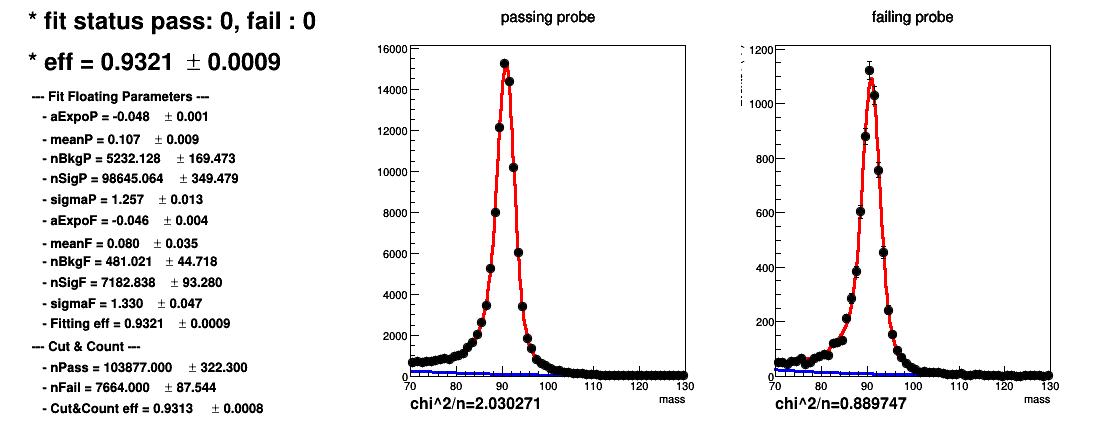 * fit status pass: 0, fail : 0
* eff = 0.9321 ± 0.0009
--- Fit Floating Parameters ---
- aExpoP = -0.048 ± 0.001
- meanP = 0.107 ± 0.009
- nBkgP = 5232.128 ± 169.473
- nSigP = 98645.064 ± 349.479
- sigmaP = 1.257 ± 0.013
- aExpoF = -0.046 ± 0.004
- meanF = 0.080 ± 0.035
- nBkgF = 481.021 ± 44.718
- nSigF = 7182.838 ± 93.280
- sigmaF = 1.330 ± 0.047
- Fitting eff = 0.9321 ± 0.0009
--- Cut & Count ---
- nPass = 103877.000 ± 322.300
- nFail = 7664.000 ± 87.544
- Cut&Count eff = 0.9313 ± 0.0008
passing probe
16000
14000
12000
10000
8000
6000
4000
2000
0
70 80 90 100 110 120 130
mass
chi^2/n=2.030271
failing probe
1200
1000
800
600
400
200
0
70 80 90 100 110 120 130
mass
chi^2/n=0.889747